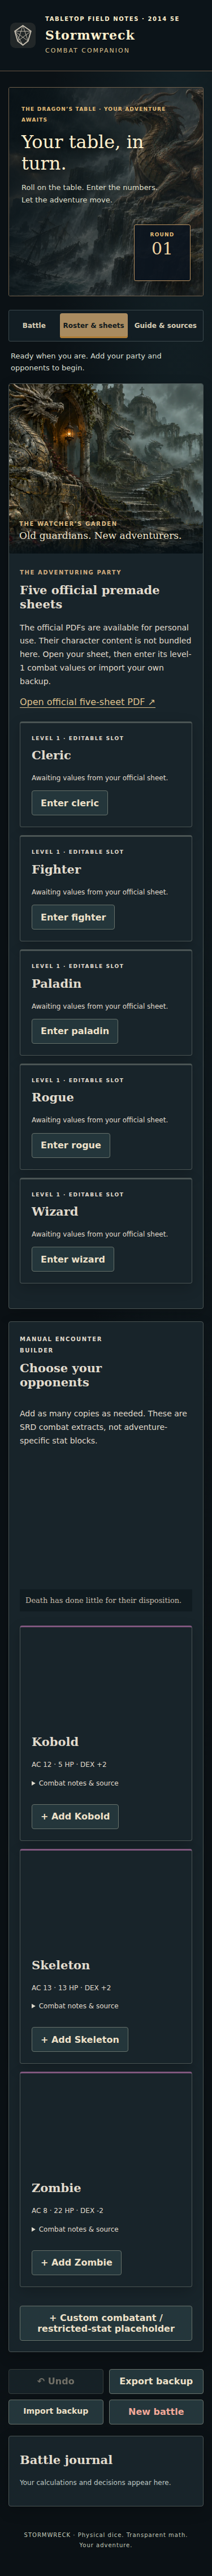 TABLETOP FIELD NOTES · 2014 5E
Stormwreck
COMBAT COMPANION
THE DRAGON'S TABLE · YOUR ADVENTURE
AWAITS
Your table, in
turn.
Roll on the table. Enter the numbers.
Let the adventure move.
ROUND
01
Battle
Roster & sheets
Guide & sources
Ready when you are. Add your party and
opponents to begin.
THE WATCHER'S GARDEN
Old guardians. New adventurers.
THE ADVENTURING PARTY
Five official premade
sheets
The official PDFs are available for personal
use. Their character content is not bundled
here. Open your sheet, then enter its level-
1 combat values or import your own
backup.
Open official five-sheet PDF ↗
LEVEL 1 · EDITABLE SLOT
Cleric
Awaiting values from your official sheet.
Enter cleric
LEVEL 1 · EDITABLE SLOT
Fighter
Awaiting values from your official sheet.
Enter fighter
LEVEL 1 · EDITABLE SLOT
Paladin
Awaiting values from your official sheet.
Enter paladin
LEVEL 1 · EDITABLE SLOT
Rogue
Awaiting values from your official sheet.
Enter rogue
LEVEL 1 · EDITABLE SLOT
Wizard
Awaiting values from your official sheet.
Enter wizard
MANUAL ENCOUNTER
BUILDER
Choose your
opponents
Add as many copies as needed. These are
SRD combat extracts, not adventure-
specific stat blocks.
Death has done little for their disposition.
Kobold
AC 12 · 5 HP · DEX +2
▶ Combat notes & source
+ Add Kobold
Skeleton
AC 13 · 13 HP · DEX +2
▶ Combat notes & source
+ Add Skeleton
Zombie
AC 8 · 22 HP · DEX -2
▶ Combat notes & source
+ Add Zombie
+ Custom combatant /
restricted-stat placeholder
↶ Undo
Export backup
Import backup
New battle
Battle journal
Your calculations and decisions appear here.
STORMWRECK · Physical dice. Transparent math.
Your adventure.